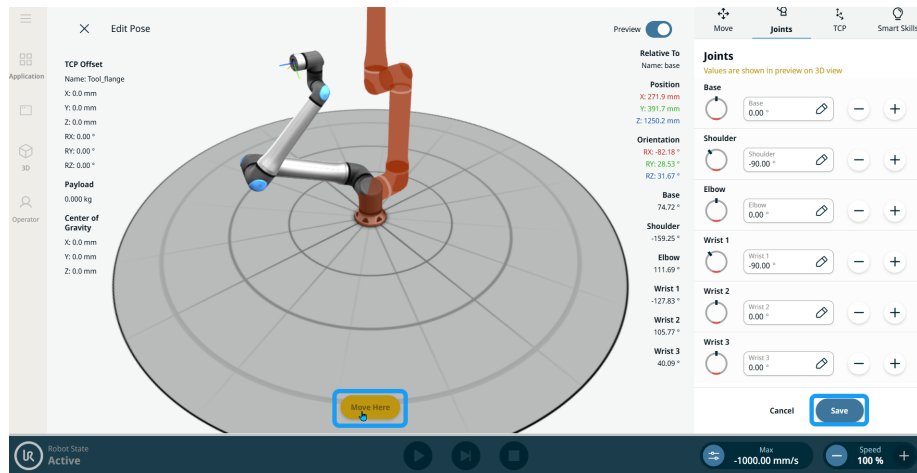 Edit Pose
Preview
TCP Offset
Name: Tool_flange
X: 0.0 mm
Y: 0.0 mm
Z: 0.0 mm
RX: 0.00 °
RY: 0.00 °
RZ: 0.00 °
Payload
0.000 kg
Center of
Gravity
X: 0.0 mm
Y: 0.0 mm
Z: 0.0 mm
Application
3D
Operator
Relative To
Name: base
Position
X: 271.9 mm
Y: 391.7 mm
Z: 1250.2 mm
Orientation
RX: -82.18 °
RY: 28.53 °
RZ: 31.67 °
Base
74.72 °
Shoulder
-159.25 °
Elbow
111.69 °
Wrist 1
-127.83 °
Wrist 2
105.77 °
Wrist 3
40.09 °
Move Here
Move
Joints
TCP
Smart Skills
Joints
Values are shown in preview on 3D view
Base
Base
0.00 °
Shoulder
Shoulder
-90.00 °
Elbow
Elbow
0.00 °
Wrist 1
Wrist 1
-90.00 °
Wrist 2
Wrist 2
0.00 °
Wrist 3
Wrist 3
0.00 °
Cancel
Save
UR
Robot State
Active
Max
-1000.00 mm/s
Speed
100 %